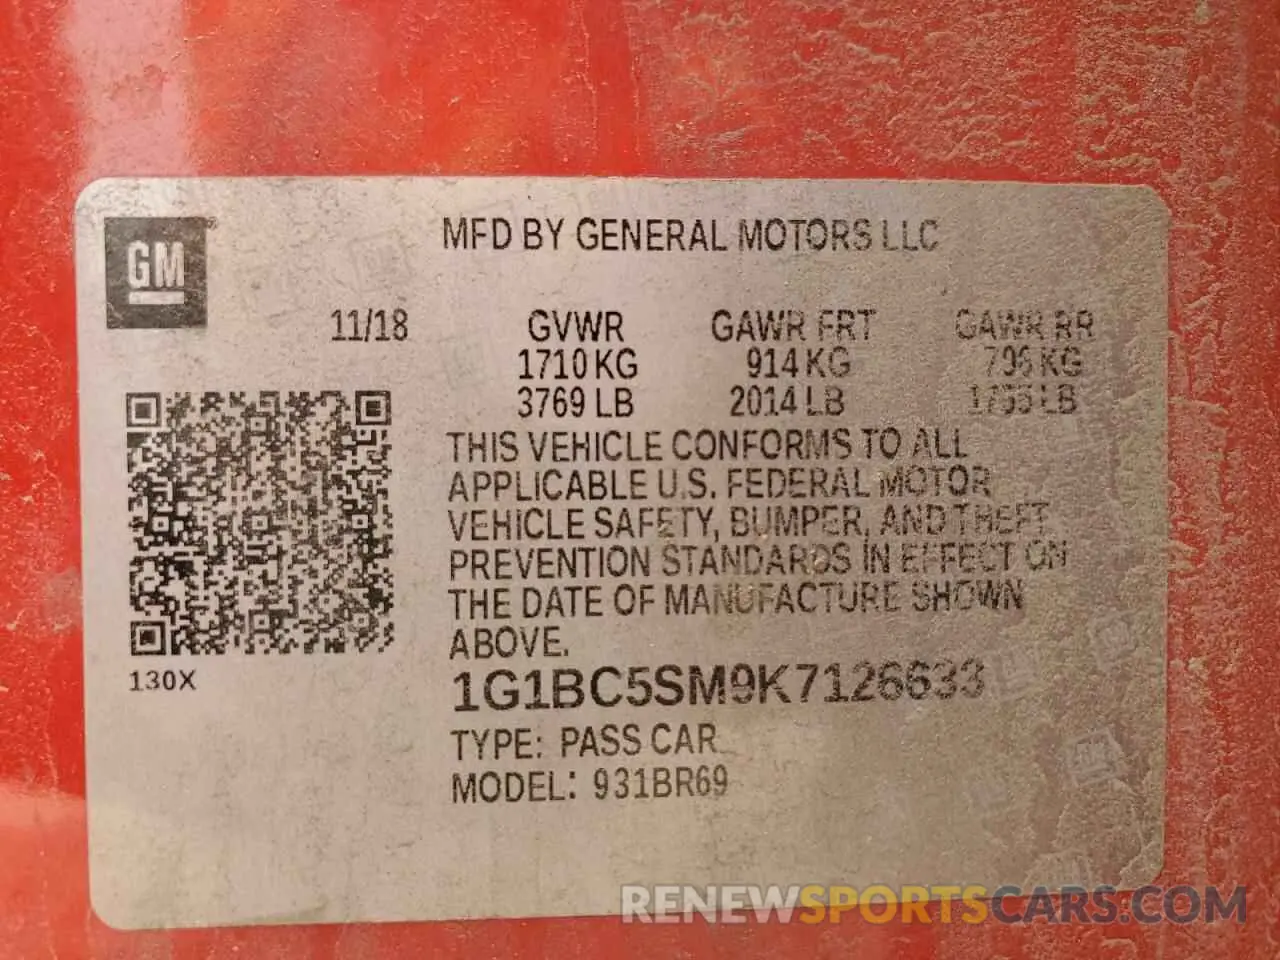 GM
MFD BY GENERAL MOTORS LLC
11/18 GVWR GAWR FRT GAWR RR
1710 KG 914 KG 796 KG
3769 LB 2014 LB 1755 LB
THIS VEHICLE CONFORMS TO ALL
APPLICABLE U.S. FEDERAL MOTOR
VEHICLE SAFETY, BUMPER, AND THEFT
PREVENTION STANDARDS IN EFFECT ON
THE DATE OF MANUFACTURE SHOWN
ABOVE.
130X
1G1BC5SM9K7126633
TYPE: PASS CAR
MODEL: 931BR69
RENEWSPORTSCARS.COM